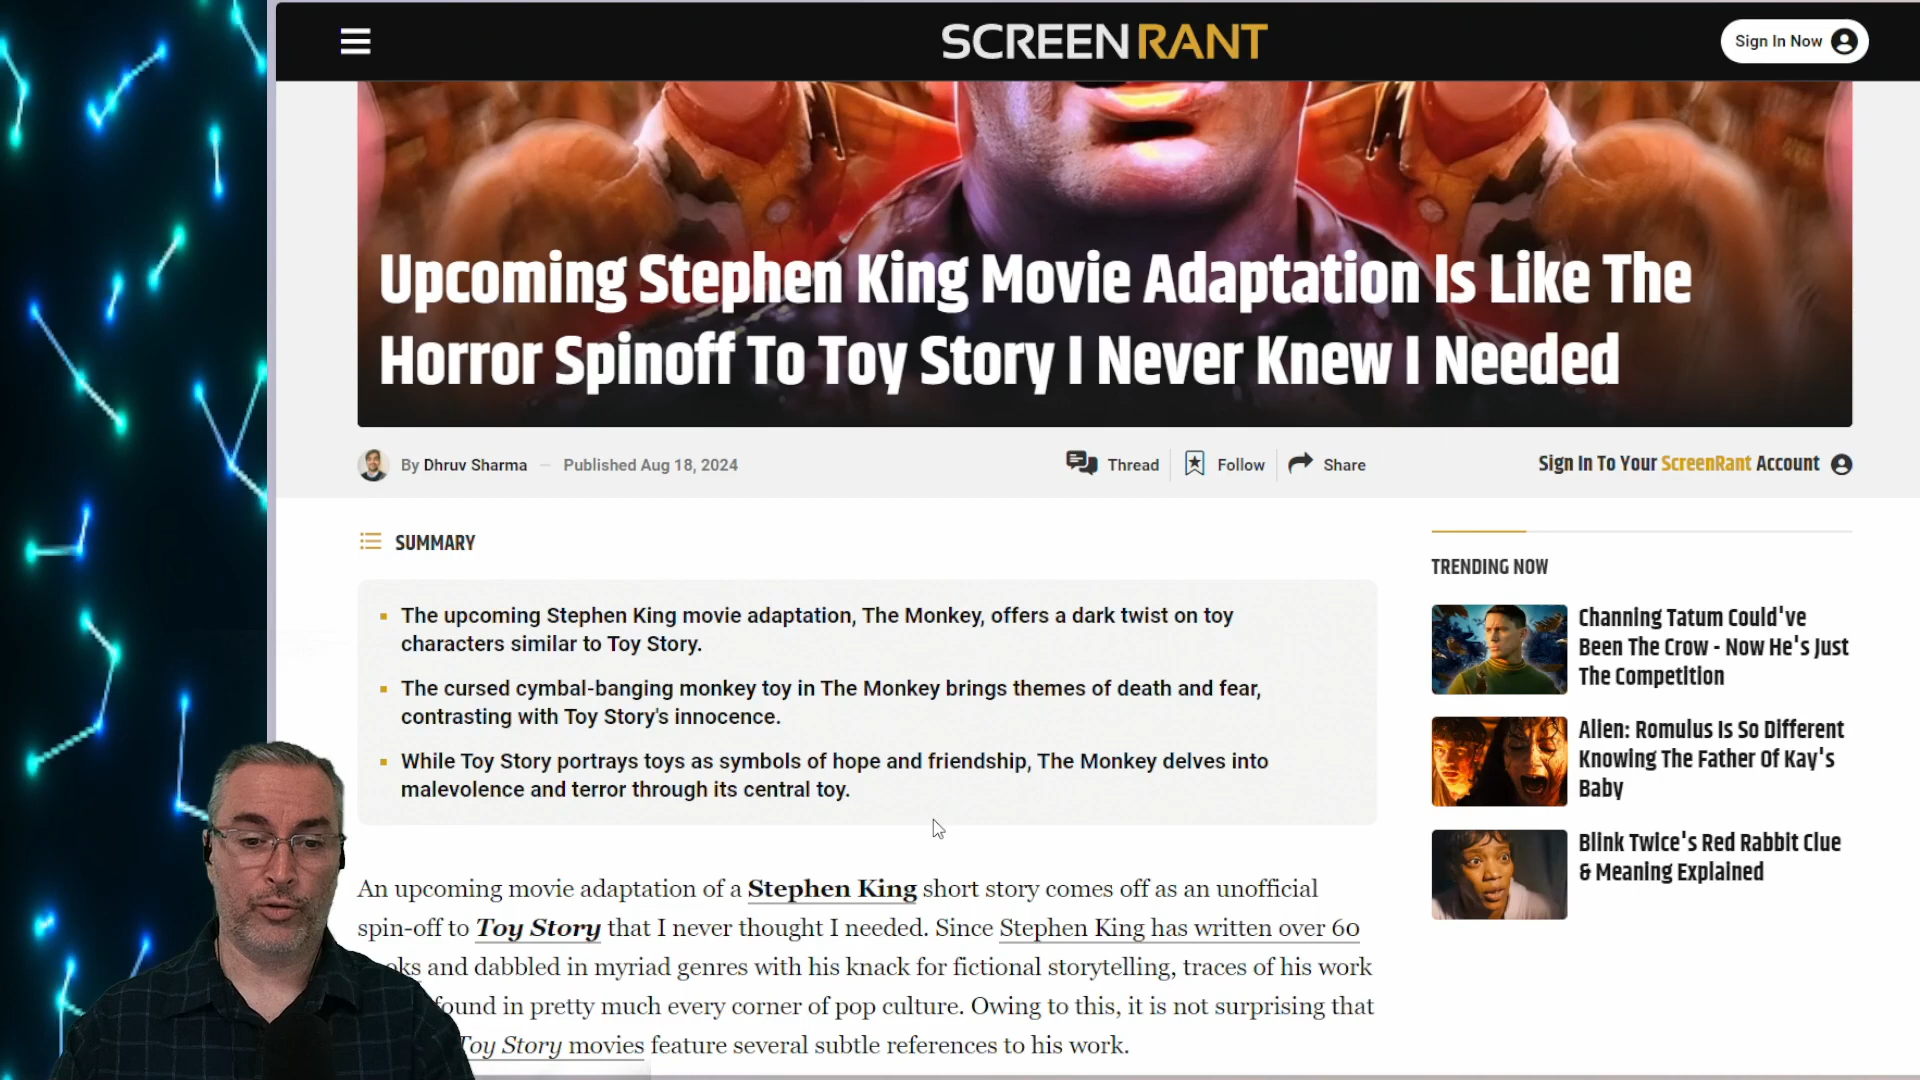 SCREENRANT
Sign In Now
Upcoming Stephen King Movie Adaptation Is Like The
Horror Spinoff To Toy Story I Never Knew I Needed
By Dhruv Sharma — Published Aug 18, 2024
Thread
Follow
Share
Sign In To Your ScreenRant Account
SUMMARY
The upcoming Stephen King movie adaptation, The Monkey, offers a dark twist on toy
characters similar to Toy Story.
The cursed cymbal-banging monkey toy in The Monkey brings themes of death and fear,
contrasting with Toy Story's innocence.
While Toy Story portrays toys as symbols of hope and friendship, The Monkey delves into
malevolence and terror through its central toy.
An upcoming movie adaptation of a Stephen King short story comes off as an unofficial
spin-off to Toy Story that I never thought I needed. Since Stephen King has written over 60
and dabbled in myriad genres with his knack for fictional storytelling, traces of his work
found in pretty much every corner of pop culture. Owing to this, it is not surprising that
Toy Story movies feature several subtle references to his work.
TRENDING NOW
Channing Tatum Could've
Been The Crow - Now He's Just
The Competition
Alien: Romulus Is So Different
Knowing The Father Of Kay's
Baby
Blink Twice's Red Rabbit Clue
& Meaning Explained